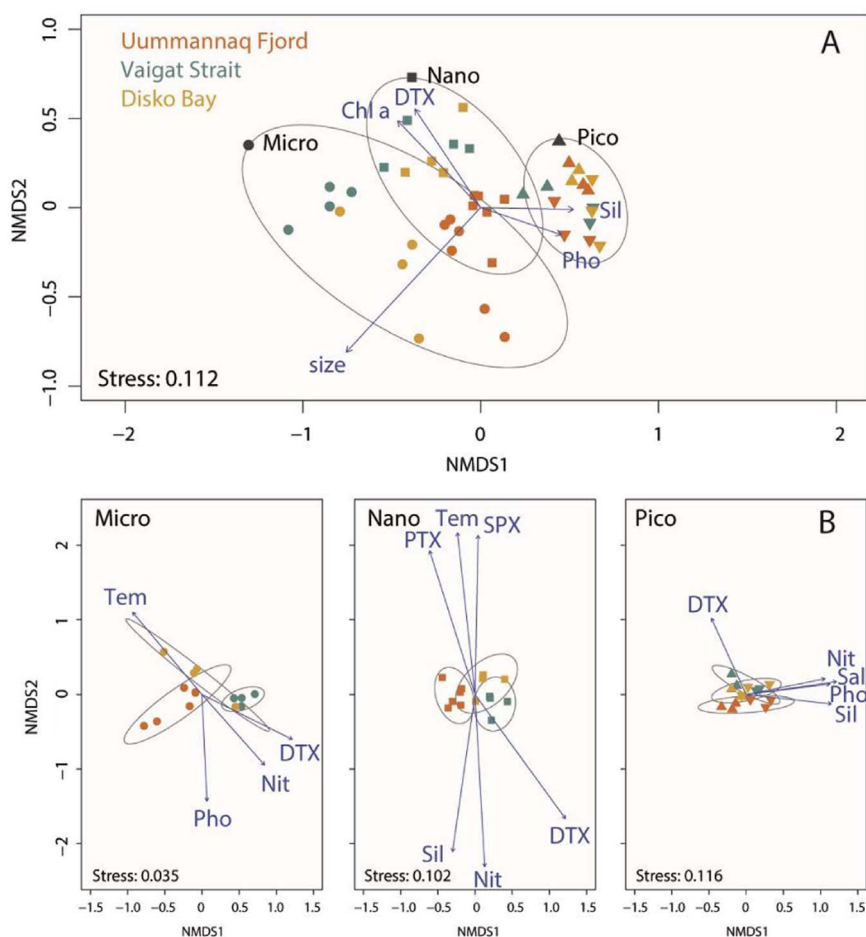 A
Uummannaq Fjord
Vaigat Strait
Disko Bay
Nano
DTX
Chl a
Micro
Pico
Sil
Pho
size
Stress: 0.112
1.0
0.5
0
−0.5
−1.0
NMDS2
−2
−1
0
1
2
NMDS1
Micro
Tem
DTX
Nit
Pho
Stress: 0.035
2
1
0
−1
−2
NMDS2
−1.5
−1.0
−0.5
0
0.5
1.0
1.5
NMDS1
Nano
Tem
SPX
PTX
DTX
Sil
Nit
Stress: 0.102
−1.5
−1.0
−0.5
0
0.5
1.0
1.5
NMDS1
Pico
B
DTX
Nit
Sal
Pho
Sil
Stress: 0.116
−1.5
−1.0
−0.5
0
0.5
1.0
1.5
NMDS1